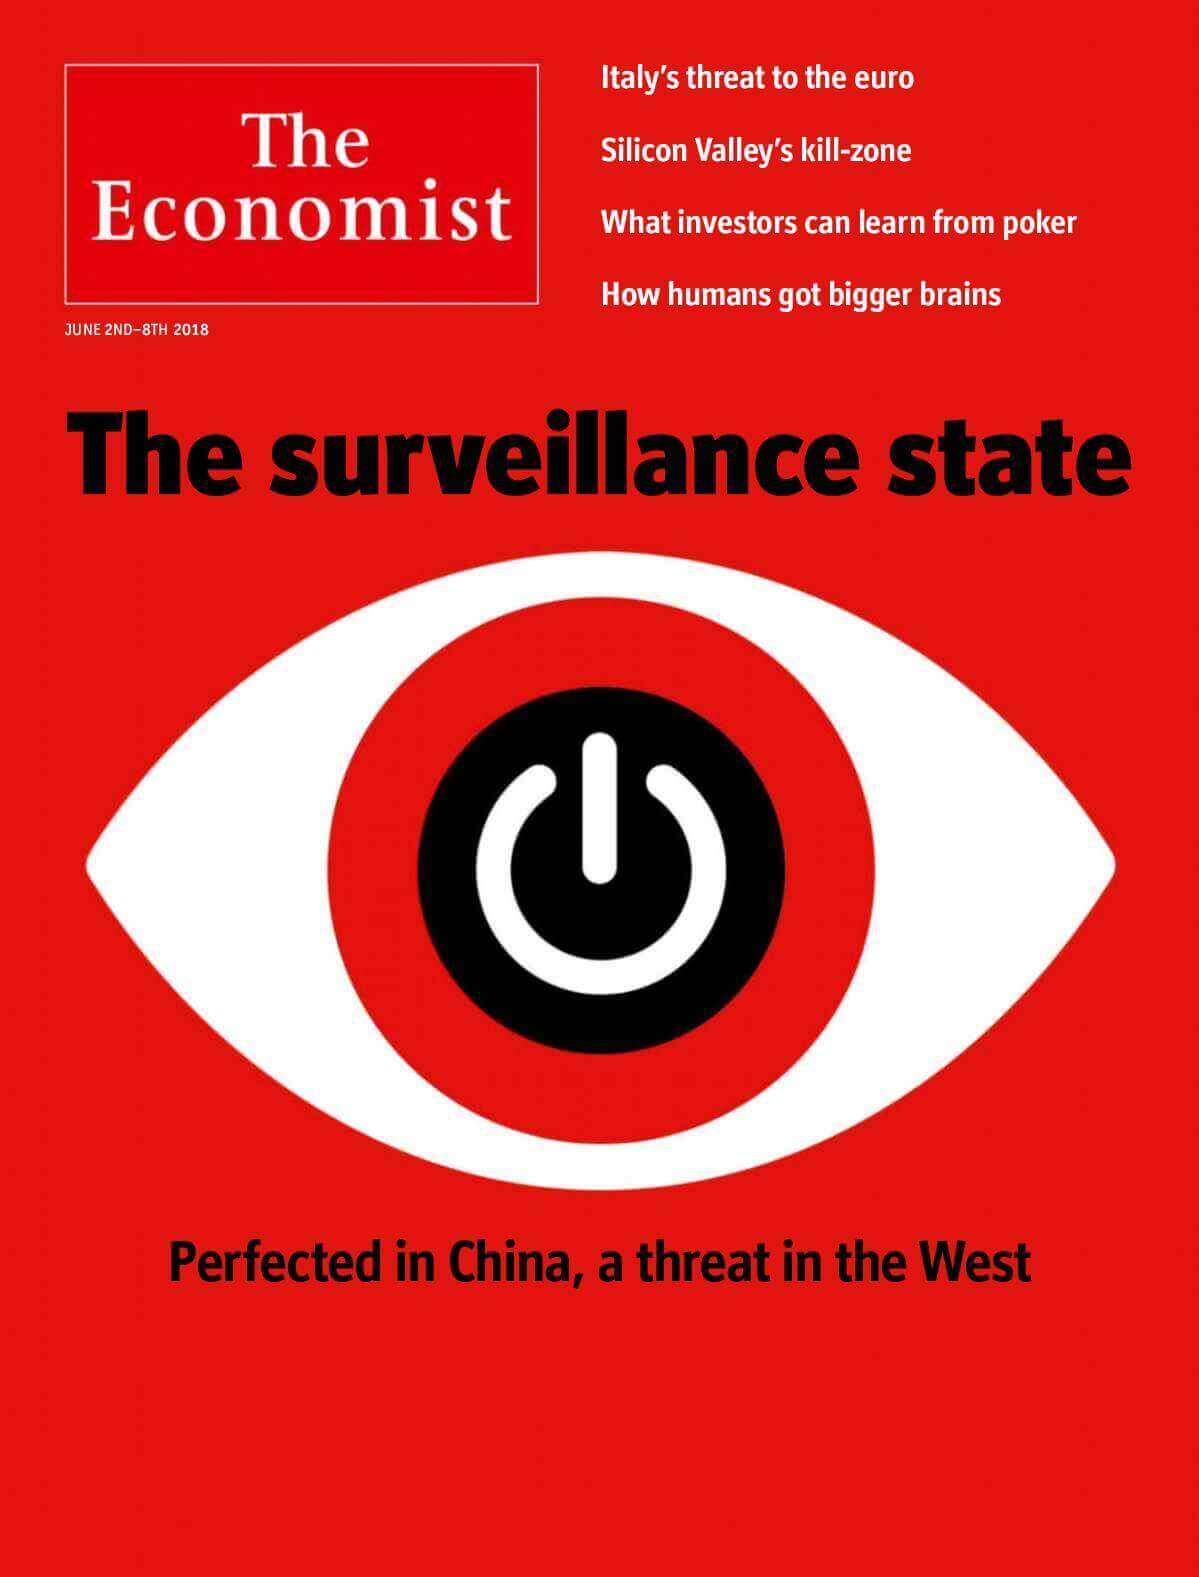 The
Economist
JUNE 2ND–8TH 2018
Italy's threat to the euro
Silicon Valley's kill-zone
What investors can learn from poker
How humans got bigger brains
The surveillance state
Perfected in China, a threat in the West